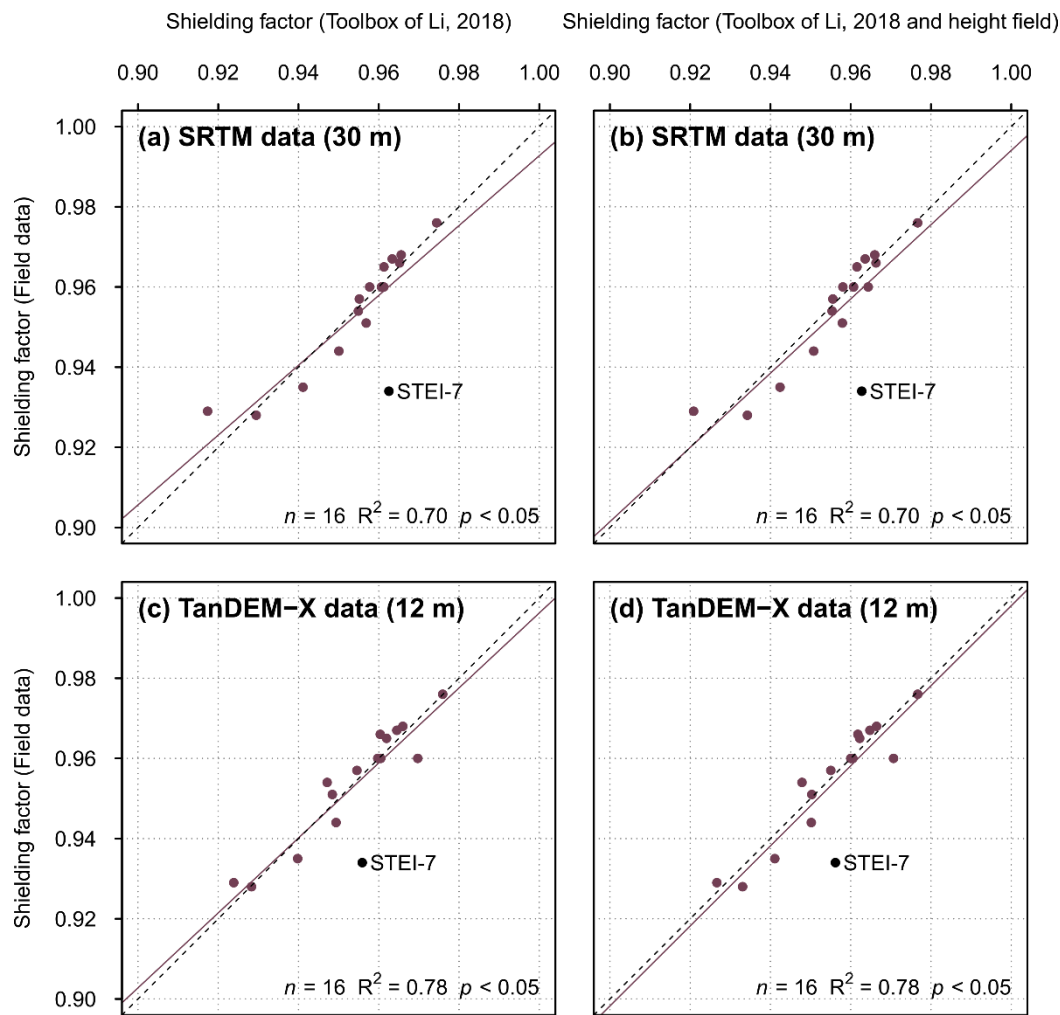 Shielding factor (Toolbox of Li, 2018)
Shielding factor (Toolbox of Li, 2018 and height field)
0.90 0.92 0.94 0.96 0.98 1.00
0.90 0.92 0.94 0.96 0.98 1.00
Shielding factor (Field data)
1.00
0.98
0.96
0.94
0.92
0.90
(a) SRTM data (30 m)
STEI-7
n = 16 R² = 0.70 p < 0.05
(b) SRTM data (30 m)
STEI-7
n = 16 R² = 0.70 p < 0.05
Shielding factor (Field data)
1.00
0.98
0.96
0.94
0.92
0.90
(c) TanDEM−X data (12 m)
STEI-7
n = 16 R² = 0.78 p < 0.05
(d) TanDEM−X data (12 m)
STEI-7
n = 16 R² = 0.78 p < 0.05